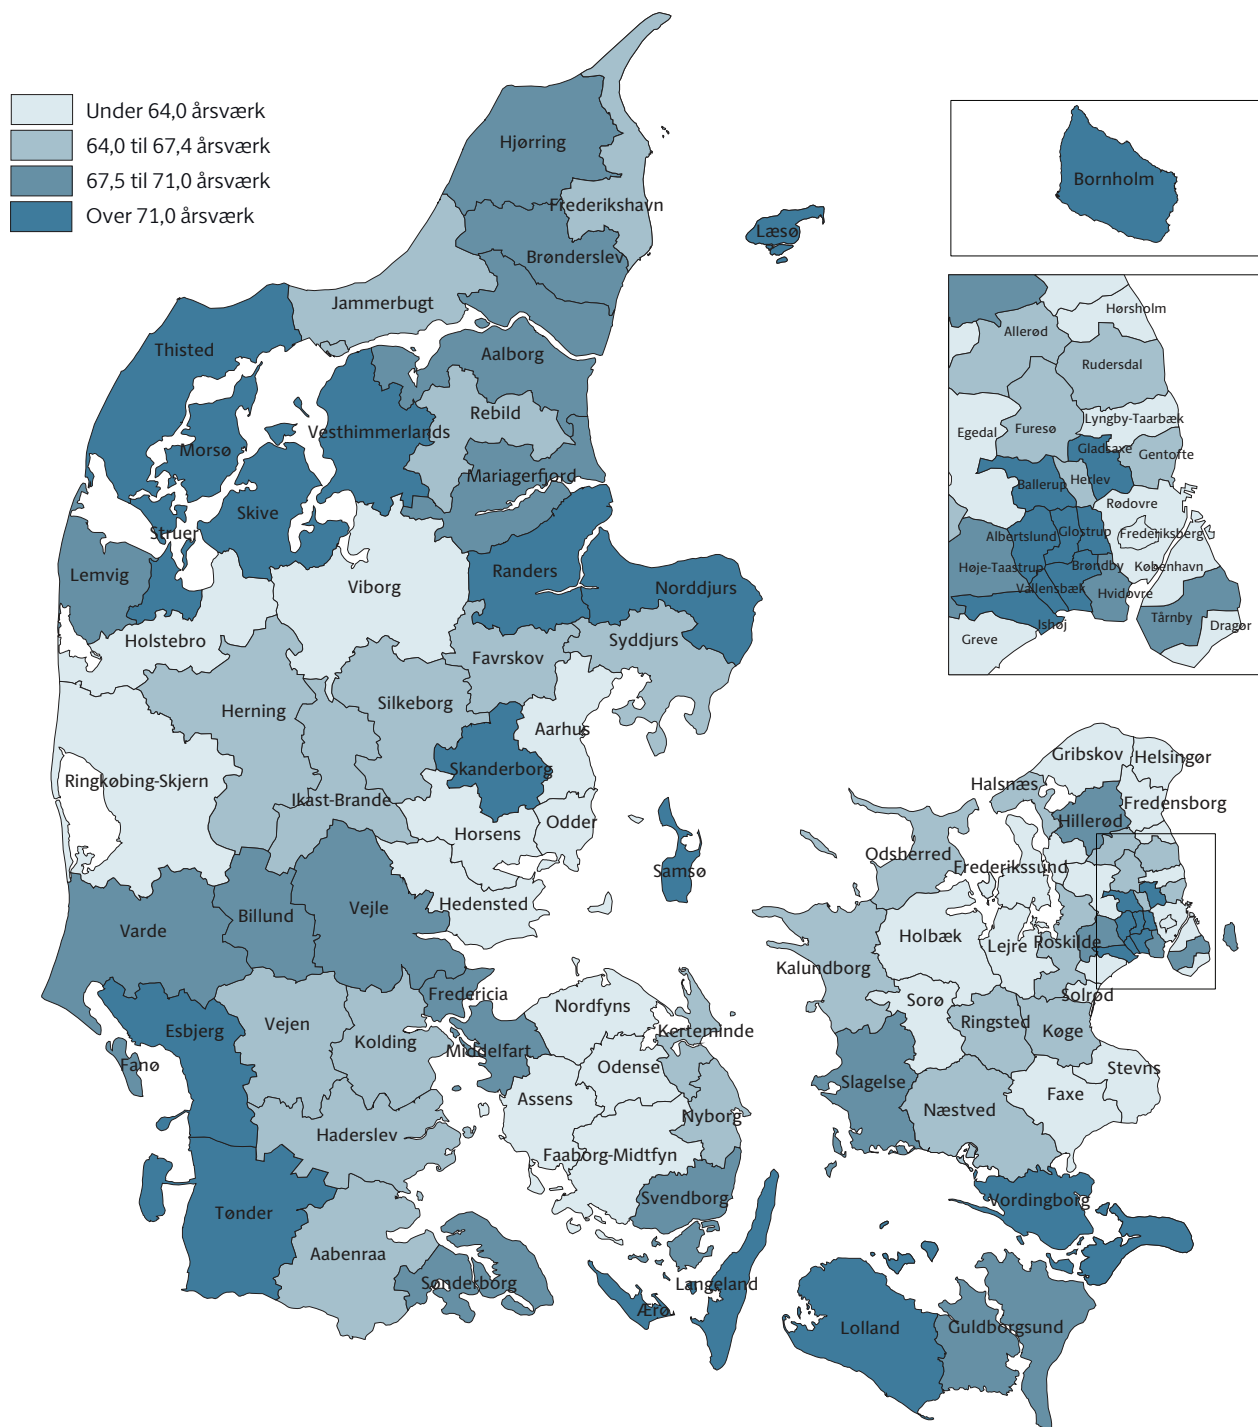 Under 64,0 årsværk
64,0 til 67,4 årsværk
67,5 til 71,0 årsværk
Over 71,0 årsværk
Hjørring
Frederikshavn
Læsø
Brønderslev
Jammerbugt
Thisted
Aalborg
Rebild
Vesthimmerlands
Morsø
Mariagerfjord
Skive
Struer
Lemvig
Viborg
Randers
Norddjurs
Holstebro
Favrskov
Syddjurs
Silkeborg
Herning
Aarhus
Skanderborg
Ringkøbing-Skjern
Ikast-Brande
Horsens
Odder
Samsø
Hedensted
Billund
Vejle
Varde
Fredericia
Nordfyns
Kerteminde
Esbjerg
Vejen
Kolding
Middelfart
Odense
Fanø
Assens
Nyborg
Haderslev
Faaborg-Midtfyn
Svendborg
Tønder
Aabenraa
Sønderborg
Langeland
Ærø
Bornholm
Hørsholm
Allerød
Rudersdal
Lyngby-Taarbæk
Furesø
Egedal
Gladsaxe
Gentofte
Ballerup
Herlev
Rødovre
Albertslund
Glostrup
Frederiksberg
Høje-Taastrup
Brøndby
København
Vallensbæk
Hvidovre
Tårnby
Ishøj
Dragør
Greve
Gribskov
Helsingør
Halsnæs
Fredensborg
Hillerød
Odsherred
Frederikssund
Holbæk
Lejre
Roskilde
Kalundborg
Solrød
Sorø
Ringsted
Køge
Stevns
Slagelse
Næstved
Faxe
Vordingborg
Lolland
Guldborgsund